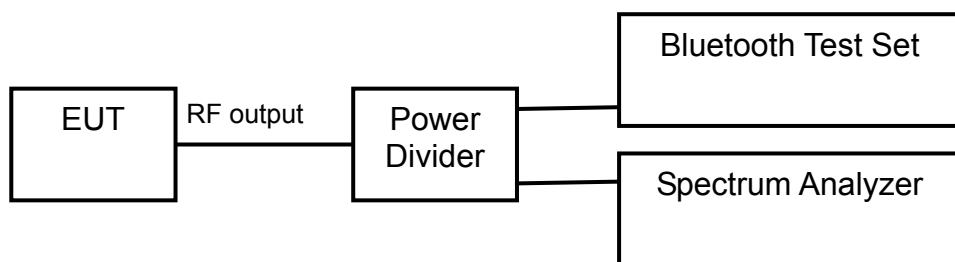 EUT
RF output
Power
Divider
Bluetooth Test Set
Spectrum Analyzer